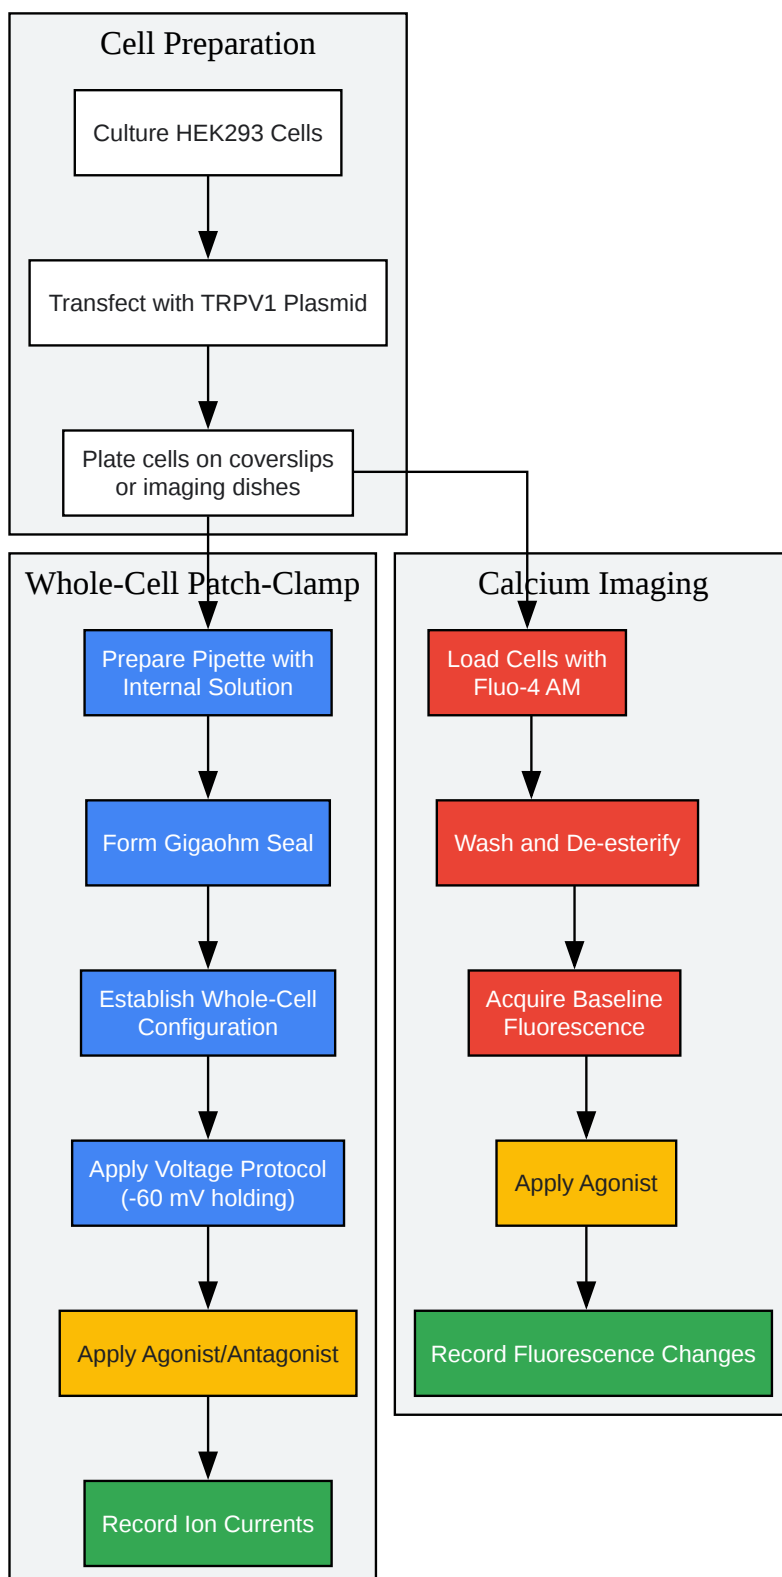 Cell Preparation
Culture HEK293 Cells
Transfect with TRPV1 Plasmid
Plate cells on coverslips
or imaging dishes
Whole-Cell Patch-Clamp
Prepare Pipette with
Internal Solution
Form Gigaohm Seal
Establish Whole-Cell
Configuration
Apply Voltage Protocol
(-60 mV holding)
Apply Agonist/Antagonist
Record Ion Currents
Calcium Imaging
Load Cells with
Fluo-4 AM
Wash and De-esterify
Acquire Baseline
Fluorescence
Apply Agonist
Record Fluorescence Changes